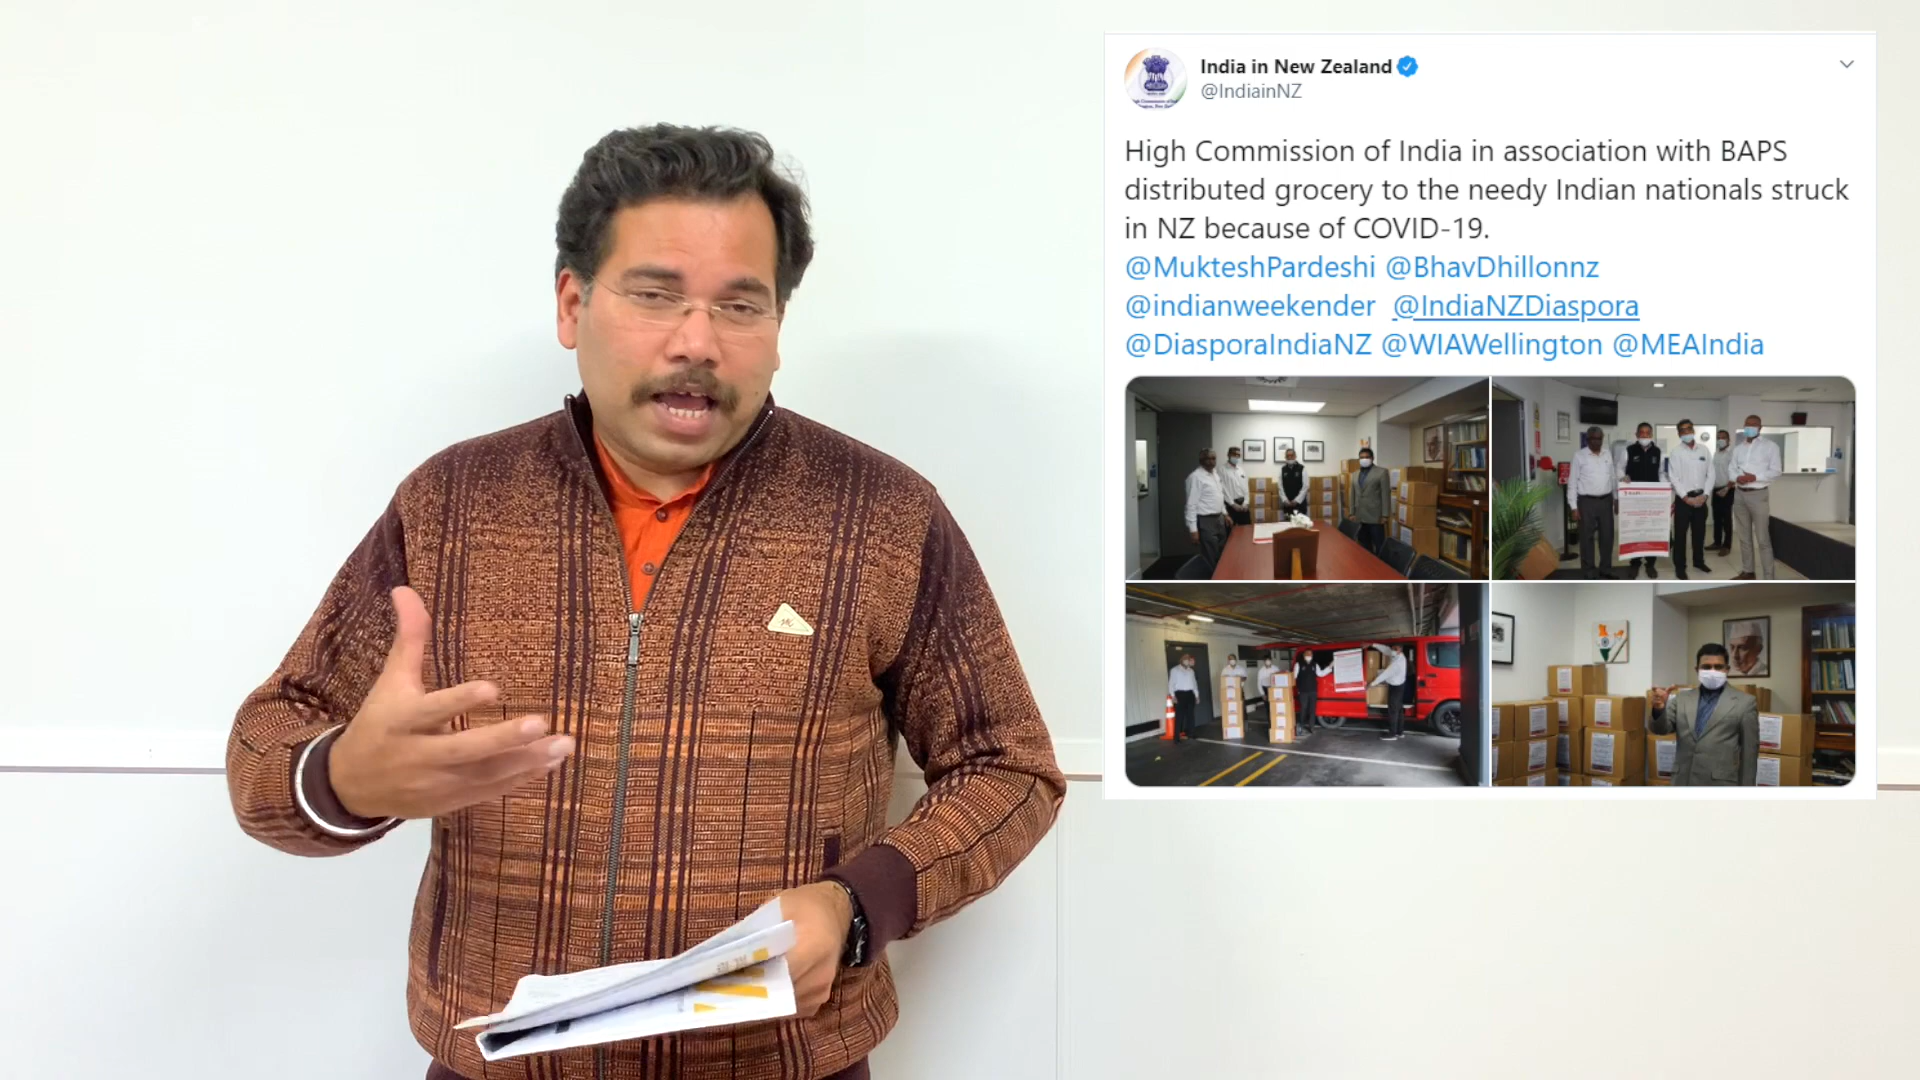 India in New Zealand
@IndiainNZ
High Commission of India in association with BAPS
distributed grocery to the needy Indian nationals struck
in NZ because of COVID-19.
@MukteshPardeshi @BhavDhillonnz
@indianweekender @IndiaNZDiaspora
@DiasporaIndiaNZ @WIAWellington @MEAIndia